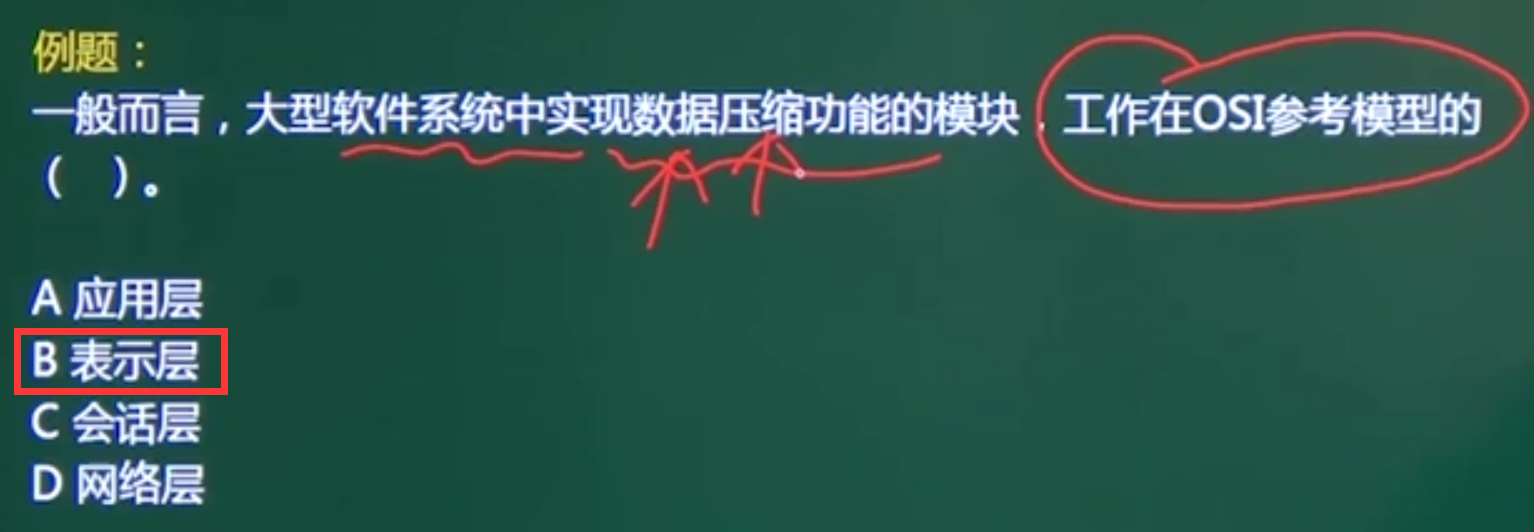 例题：
一般而言，大型软件系统中实现数据压缩功能的模块，工作在OSI参考模型的
（　）。
A 应用层
B 表示层
C 会话层
D 网络层